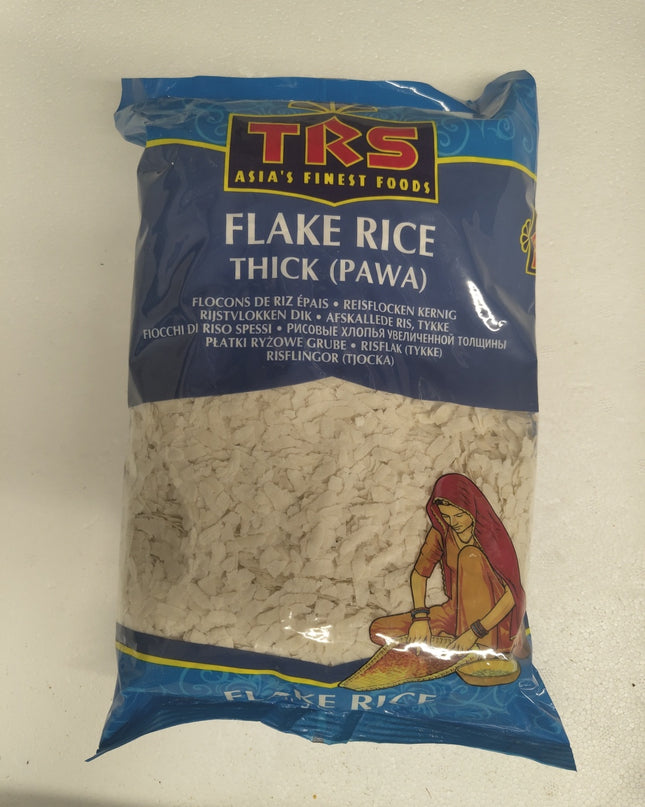 TRS
ASIA'S FINEST FOODS
FLAKE RICE
THICK (PAWA)
FLOCONS DE RIZ ÉPAIS • REISFLOCKEN KERNIG
RIJSTVLOKKEN DIK • AFSKALLEDE RIS, TYKKE
FIOCCHI DI RISO SPESSI • РИСОВЫЕ ХЛОПЬЯ УВЕЛИЧЕННОЙ ТОЛЩИНЫ
PŁATKI RYŻOWE GRUBE • RISFLAK (TYKKE)
RISFLINGOR (TJOCKA)
FLAKE RICE